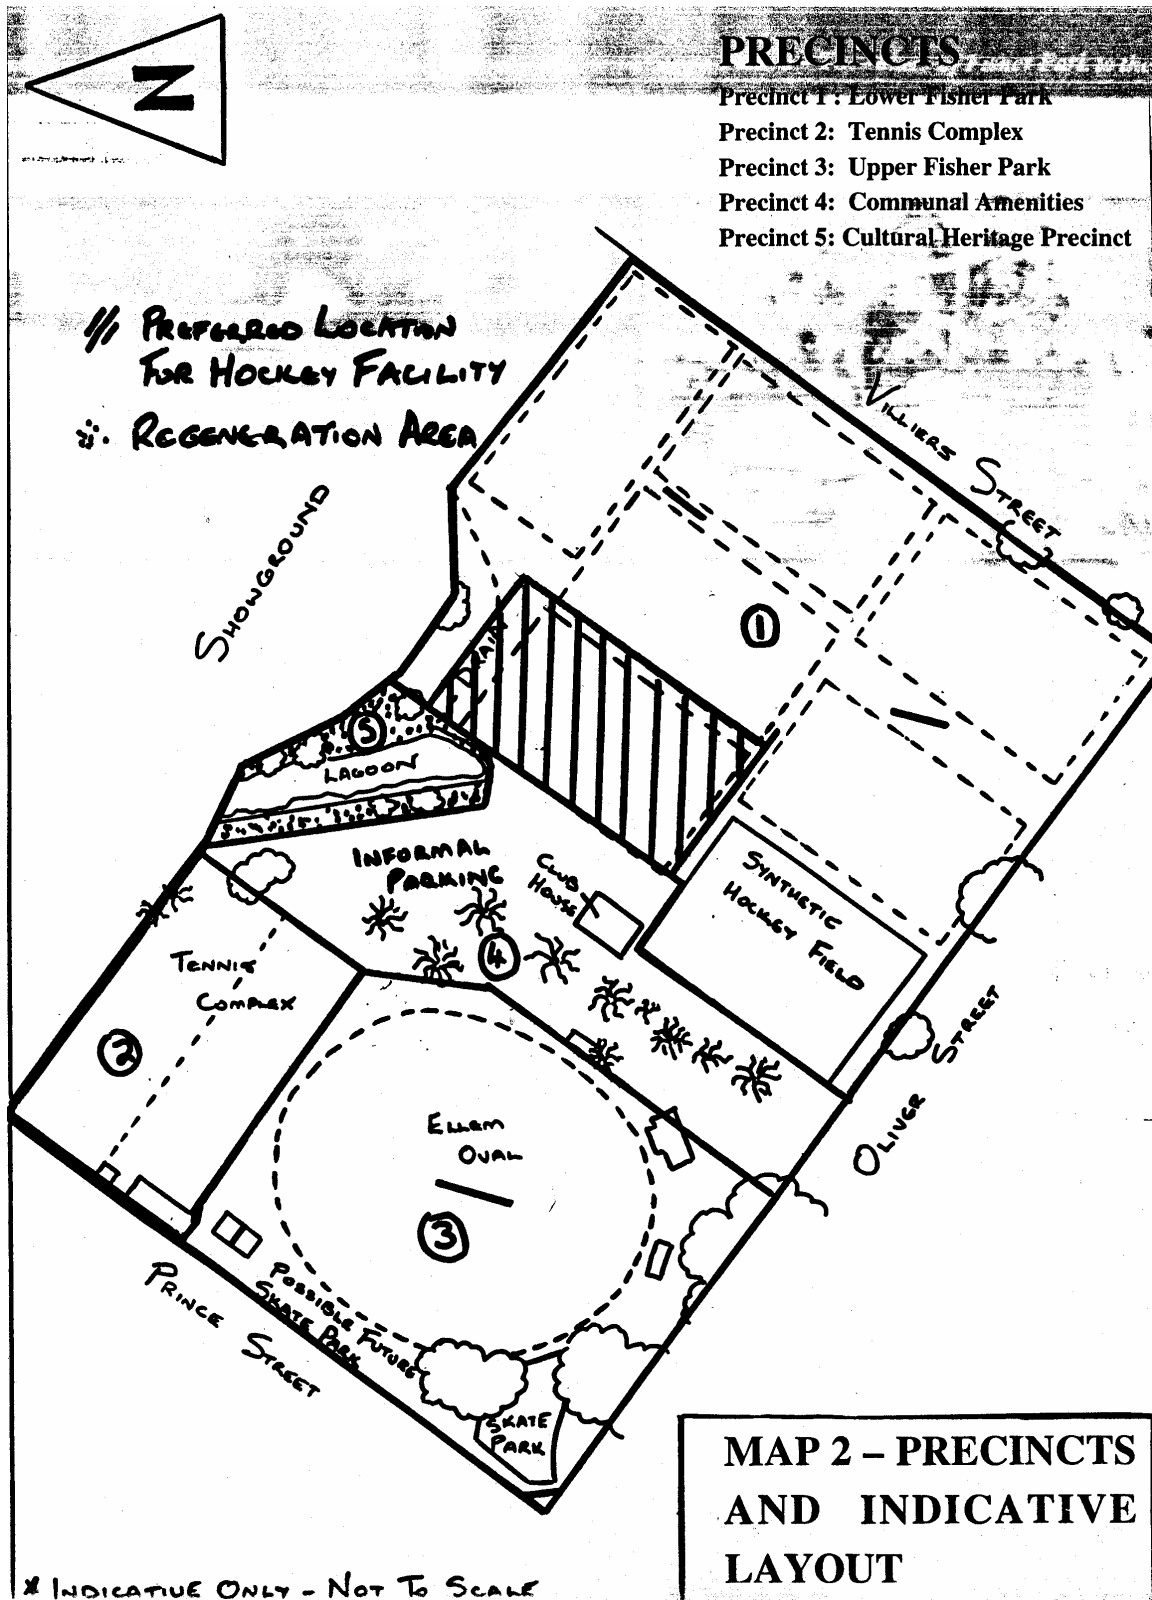 N
PRECINCTS
Precinct 1 : Lower Fisher Park
Precinct 2: Tennis Complex
Precinct 3: Upper Fisher Park
Precinct 4: Communal Amenities
Precinct 5: Cultural Heritage Precinct
PREFERRED LOCATION
FOR HOCKEY FACILITY
REGENERATION AREA
VILLIERS STREET
SHOWGROUND
1
5
LAGOON
INFORMAL
PARKING
CLUB
HOUSE
SYNTHETIC
HOCKEY FIELD
4
TENNIS
COMPLEX
2
OLIVER STREET
ELLEM
OVAL
3
PRINCE STREET
POSSIBLE FUTURE
SKATE PARK
SKATE
PARK
MAP 2 – PRECINCTS
AND INDICATIVE
LAYOUT
* INDICATIVE ONLY - NOT TO SCALE